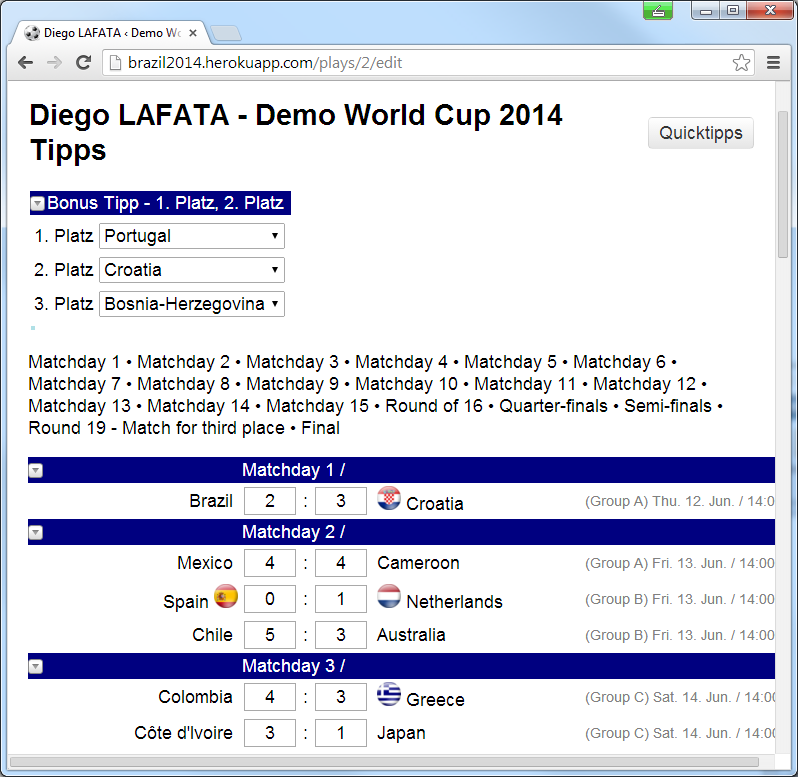 Diego LAFATA ‹ Demo Wo
brazil2014.herokuapp.com/plays/2/edit
Diego LAFATA - Demo World Cup 2014
Tipps
Quicktipps
Bonus Tipp - 1. Platz, 2. Platz
1. Platz Portugal
2. Platz Croatia
3. Platz Bosnia-Herzegovina
Matchday 1 • Matchday 2 • Matchday 3 • Matchday 4 • Matchday 5 • Matchday 6 •
Matchday 7 • Matchday 8 • Matchday 9 • Matchday 10 • Matchday 11 • Matchday 12 •
Matchday 13 • Matchday 14 • Matchday 15 • Round of 16 • Quarter-finals • Semi-finals •
Round 19 - Match for third place • Final
Matchday 1 /
Brazil 2 : 3 Croatia (Group A) Thu. 12. Jun. / 14:0
Matchday 2 /
Mexico 4 : 4 Cameroon (Group A) Fri. 13. Jun. / 14:00
Spain 0 : 1 Netherlands (Group B) Fri. 13. Jun. / 14:00
Chile 5 : 3 Australia (Group B) Fri. 13. Jun. / 14:00
Matchday 3 /
Colombia 4 : 3 Greece (Group C) Sat. 14. Jun. / 14:00
Côte d'Ivoire 3 : 1 Japan (Group C) Sat. 14. Jun. / 14:00